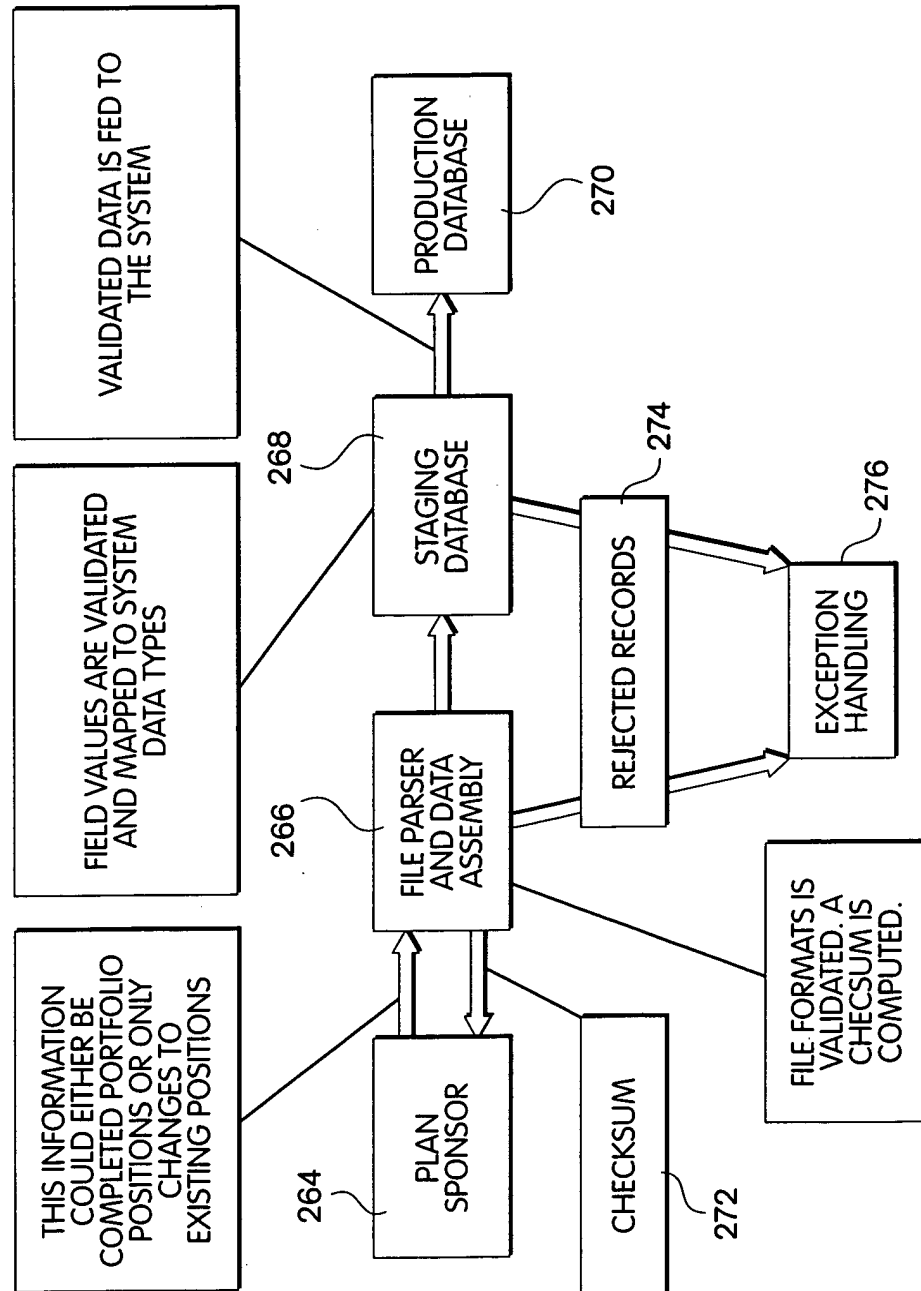 THIS INFORMATION
COULD EITHER BE
COMPLETED PORTFOLIO
POSITIONS OR ONLY
CHANGES TO
EXISTING POSITIONS
FIELD VALUES ARE VALIDATED
AND MAPPED TO SYSTEM
DATA TYPES
VALIDATED DATA IS FED TO
THE SYSTEM
264
PLAN
SPONSOR
266
FILE PARSER
AND DATA
ASSEMBLY
268
STAGING
DATABASE
PRODUCTION
DATABASE
270
CHECKSUM
272
REJECTED RECORDS
274
FILE FORMATS IS
VALIDATED. A
CHECSUM IS
COMPUTED.
EXCEPTION
HANDLING
276